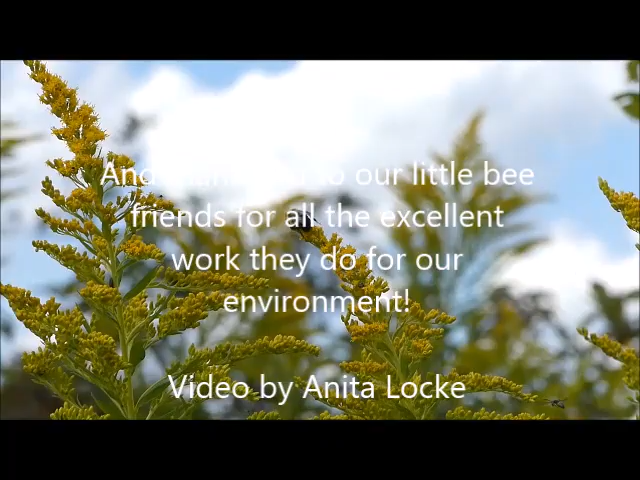 And to our little bee
friends for all the excellent
work they do for our
environment!
Video by Anita Locke